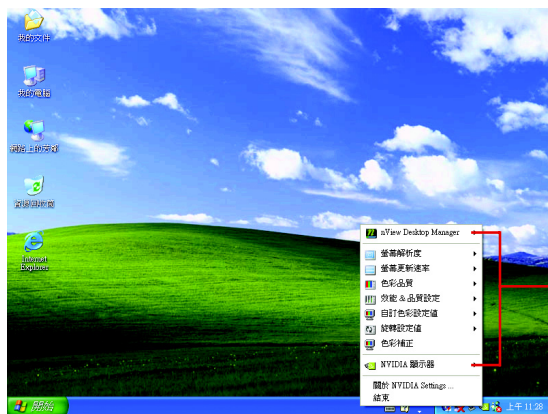 我的文件
我的電腦
網路上的芳鄰
資源回收筒
Internet
Explorer
nView Desktop Manager
螢幕解析度
螢幕更新速率
色彩品質
效能 & 品質設定
自訂色彩設定值
旋轉設定值
色彩補正
NVIDIA 顯示器
關於 NVIDIA Settings ...
結束
開始
上午 11:28